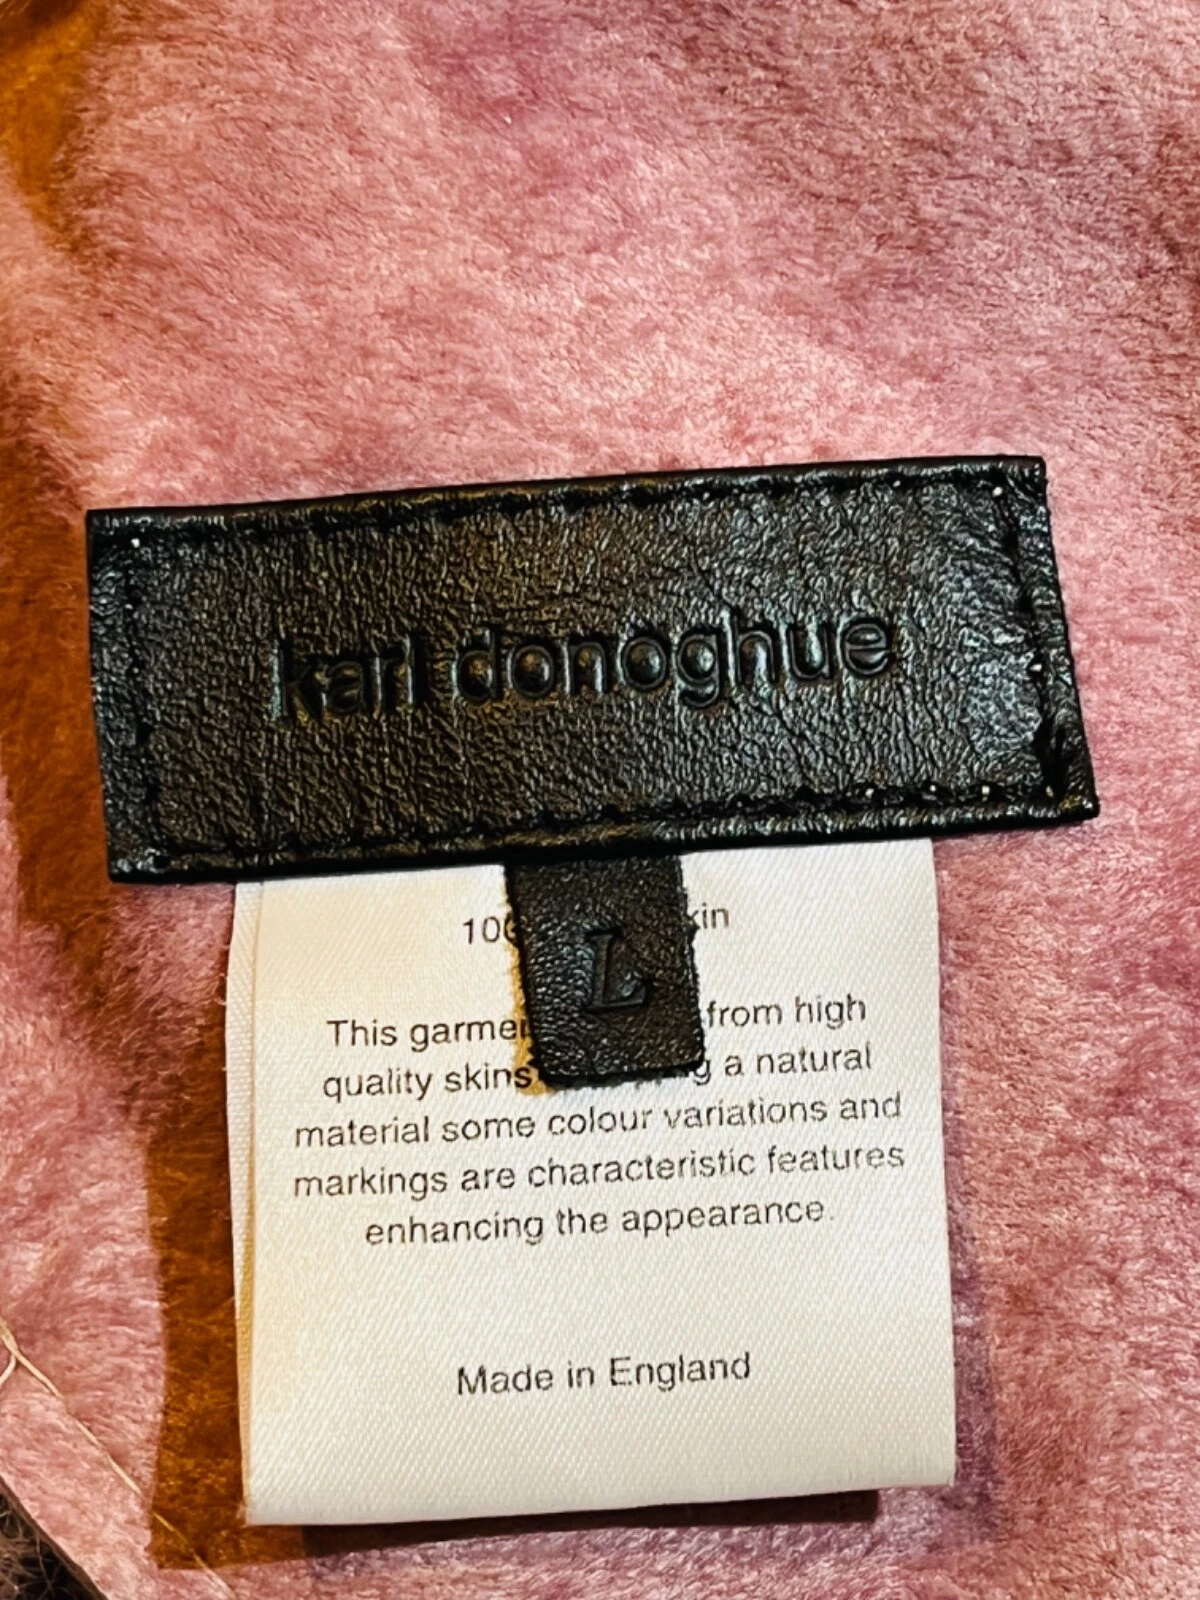 karl donoghue
L
This from high
quality skins a natural
material some colour variations and
markings are characteristic features
enhancing the appearance.
Made in England